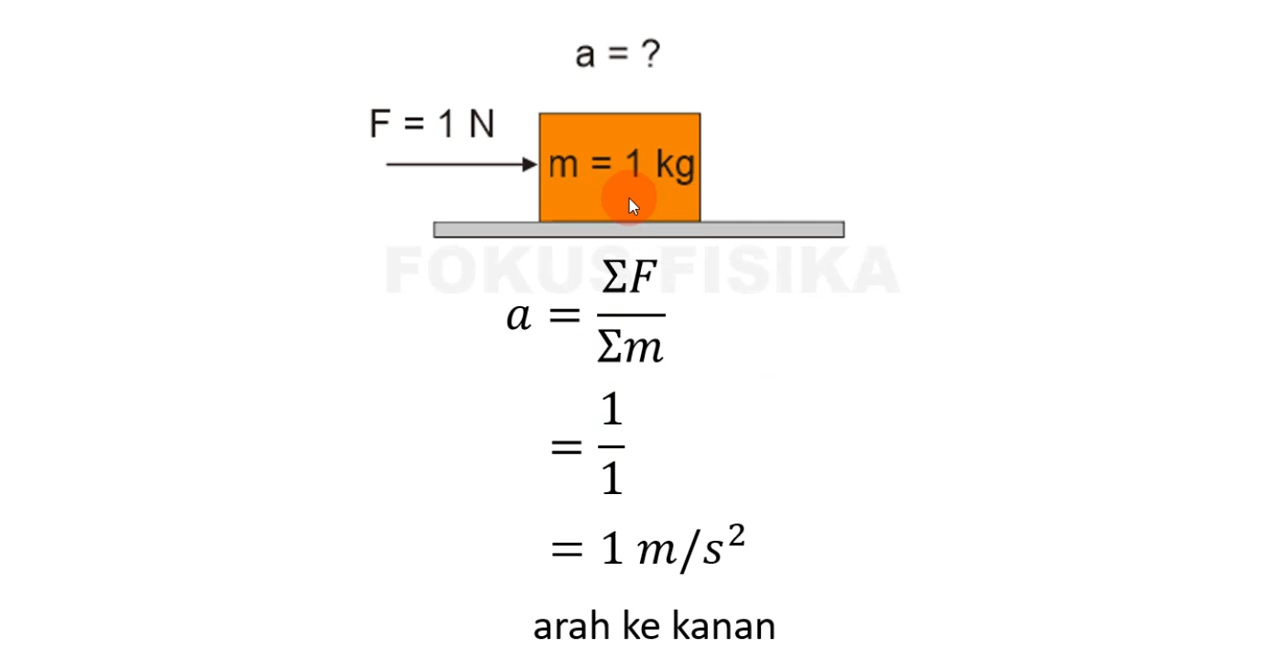 a = ?
F = 1 N
m = 1 kg
FOKUS FISIKA
a = ΣF/Σm
= 1/1
= 1 m/s²
arah ke kanan